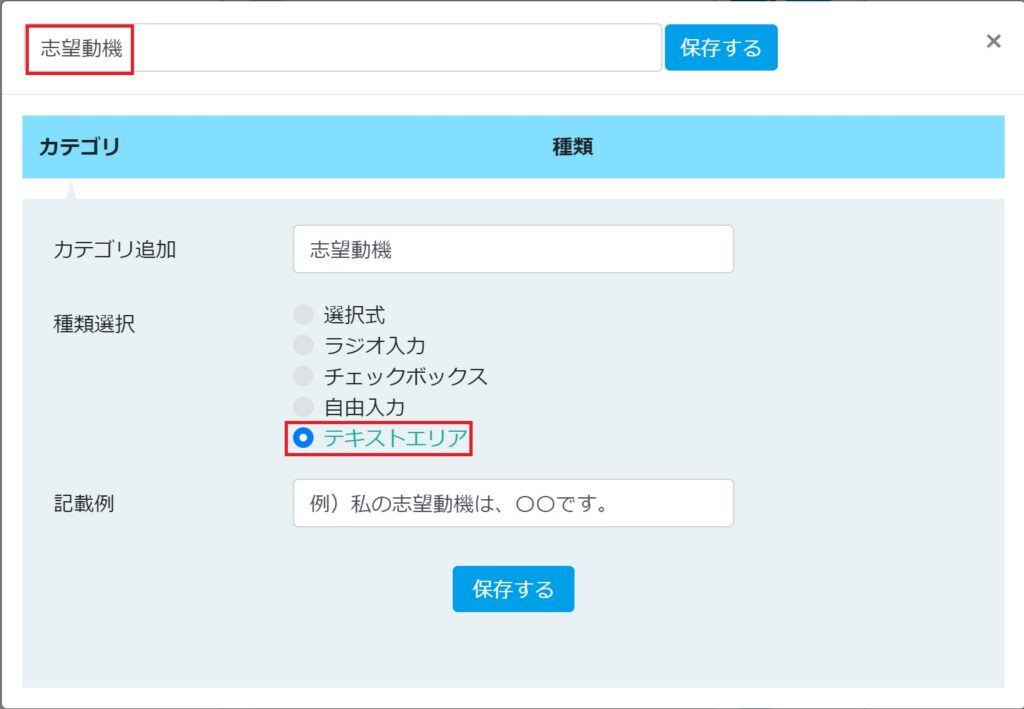 志望動機 保存する ×
カテゴリ 種類
カテゴリ追加 志望動機
種類選択 選択式
ラジオ入力
チェックボックス
自由入力
テキストエリア
記載例 例）私の志望動機は、〇〇です。
保存する